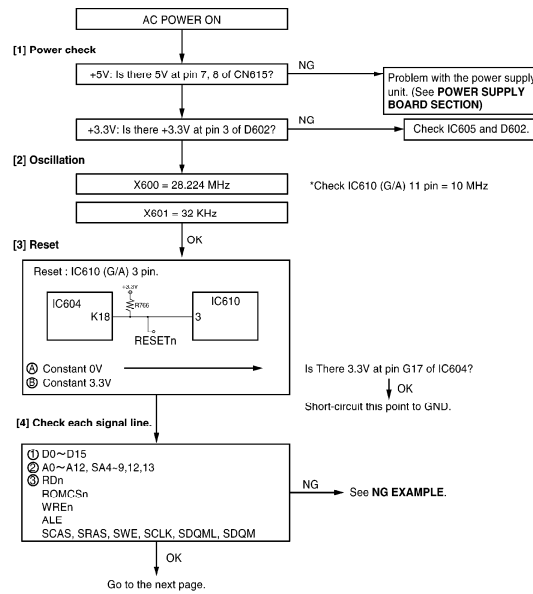 AC POWER ON
[1] Power check
+5V: Is there 5V at pin 7, 8 of CN615?
NG
Problem with the power supply
unit. (See POWER SUPPLY
BOARD SECTION)
+3.3V: Is there +3.3V at pin 3 of D602?
NG
Check IC605 and D602.
[2] Oscillation
X600 = 28.224 MHz
*Check IC610 (G/A) 11 pin = 10 MHz
X601 = 32 KHz
OK
[3] Reset
Reset : IC610 (G/A) 3 pin.
+3.3V
IC604
R766
IC610
K18
3
RESETn
Ⓐ Constant 0V
Ⓑ Constant 3.3V
Is There 3.3V at pin G17 of IC604?
OK
Short-circuit this point to GND.
[4] Check each signal line.
① D0~D15
② A0~A12, SA4~9,12,13
③ RDn
ROMCSn
WREn
ALE
SCAS, SRAS, SWE, SCLK, SDQML, SDQM
NG
See NG EXAMPLE.
OK
Go to the next page.